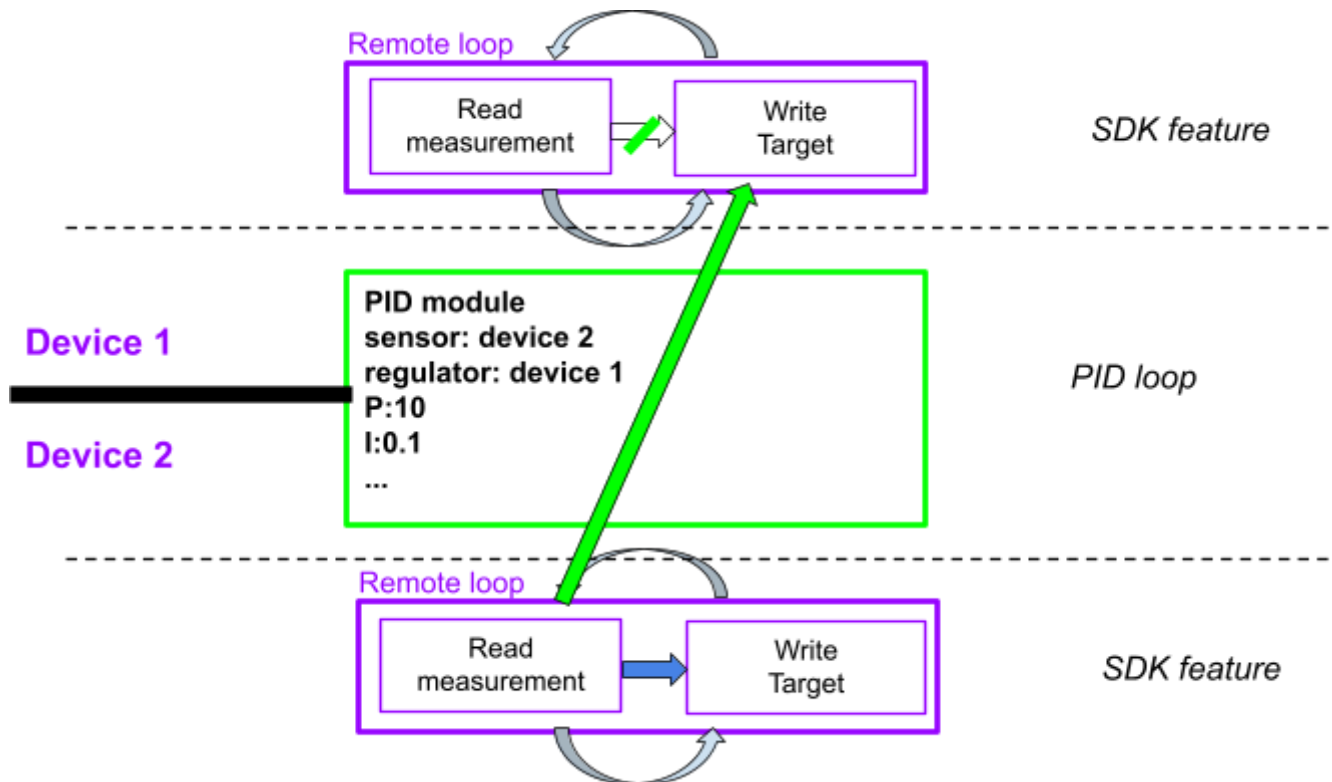 Remote loop
Read
measurement
Write
Target
SDK feature
PID module
sensor: device 2
regulator: device 1
P:10
I:0.1
...
Device 1
Device 2
PID loop
Remote loop
Read
measurement
Write
Target
SDK feature